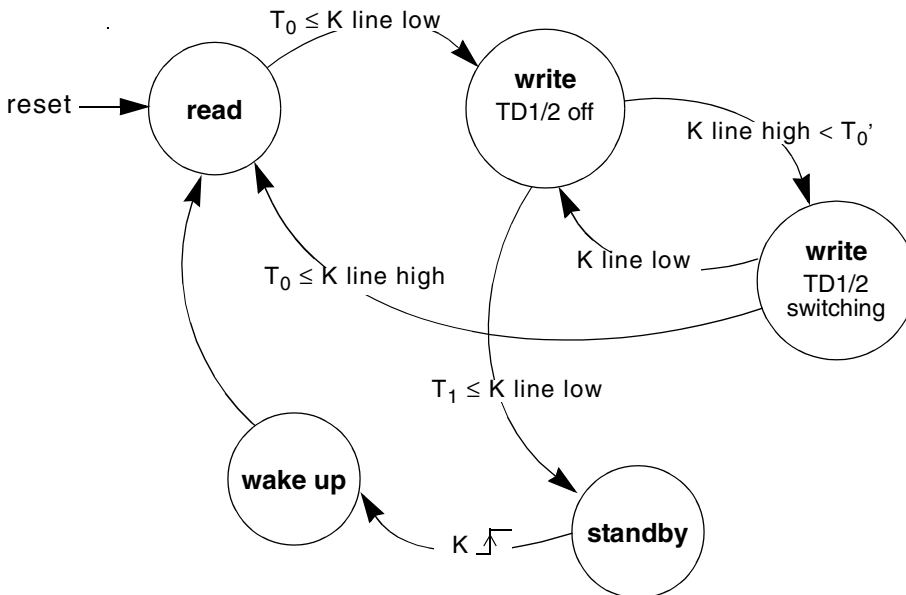 T₀ ≤ K line low
reset
read
write
TD1/2 off
K line high < T₀’
K line low
write
TD1/2
switching
T₀ ≤ K line high
T₁ ≤ K line low
wake up
K
standby